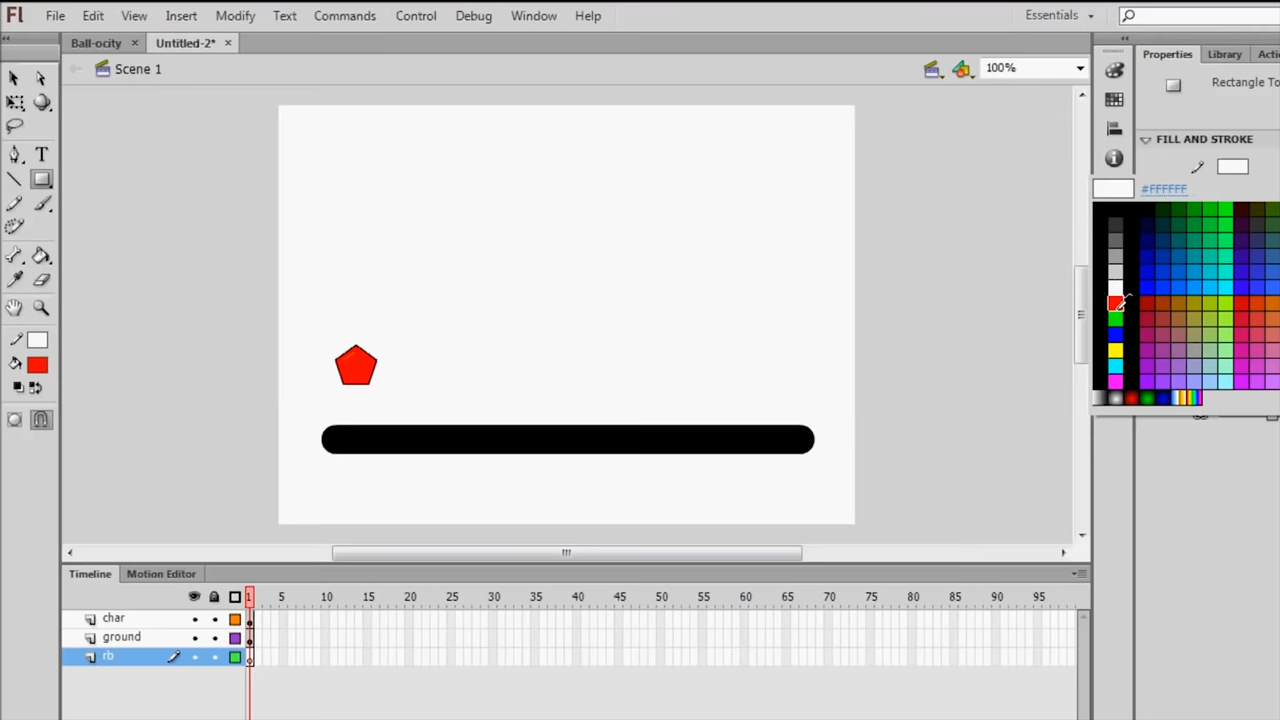 Fl File Edit View Insert Modify Text Commands Control Debug Window Help Essentials
Ball-ocity × Untitled-2* × Properties Library Acti
Scene 1 100%
Rectangle To
T
FILL AND STROKE
#FFFFFF
Timeline Motion Editor
1 5 10 15 20 25 30 35 40 45 50 55 60 65 70 75 80 85 90 95
char
ground
rb